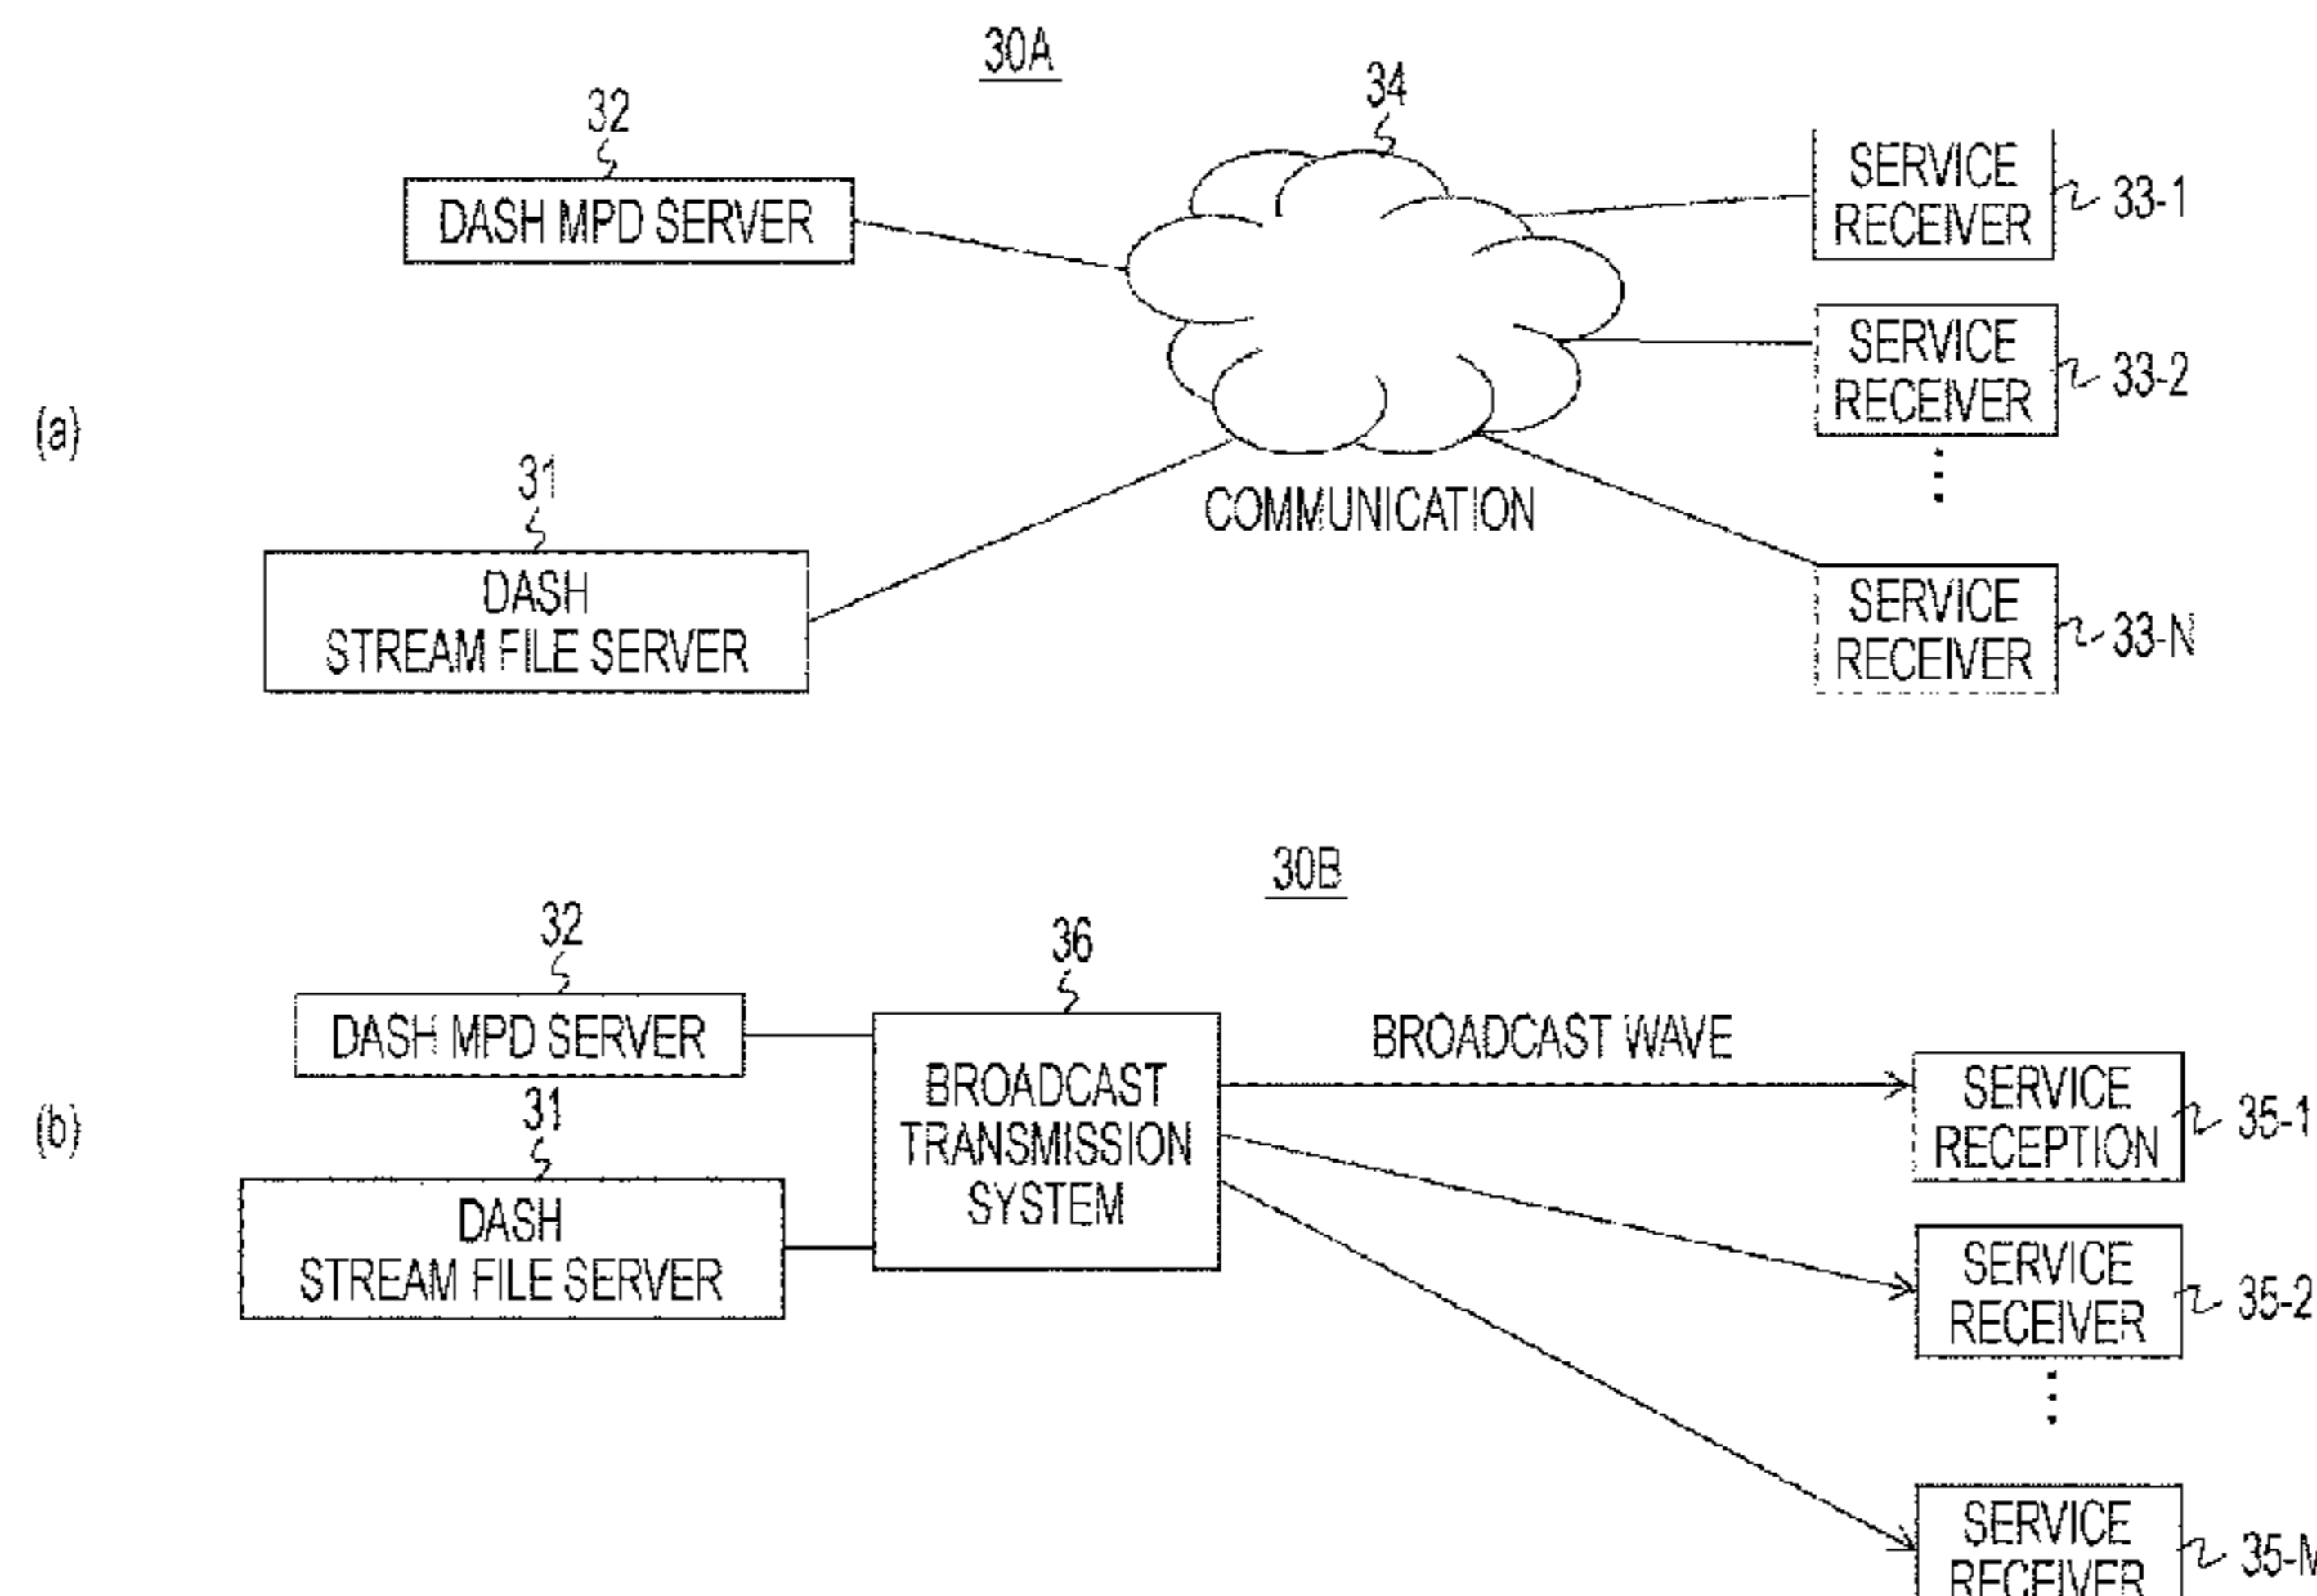 30A
32
34
DASH MPD SERVER
SERVICE
RECEIVER
33-1
SERVICE
RECEIVER
33-2
(a)
31
COMMUNICATION
DASH
STREAM FILE SERVER
SERVICE
RECEIVER
33-N
30B
32
36
DASH MPD SERVER
BROADCAST WAVE
BROADCAST
TRANSMISSION
SYSTEM
SERVICE
RECEPTION
35-1
(b)
31
DASH
STREAM FILE SERVER
SERVICE
RECEIVER
35-2
SERVICE
RECEIVER
35-M